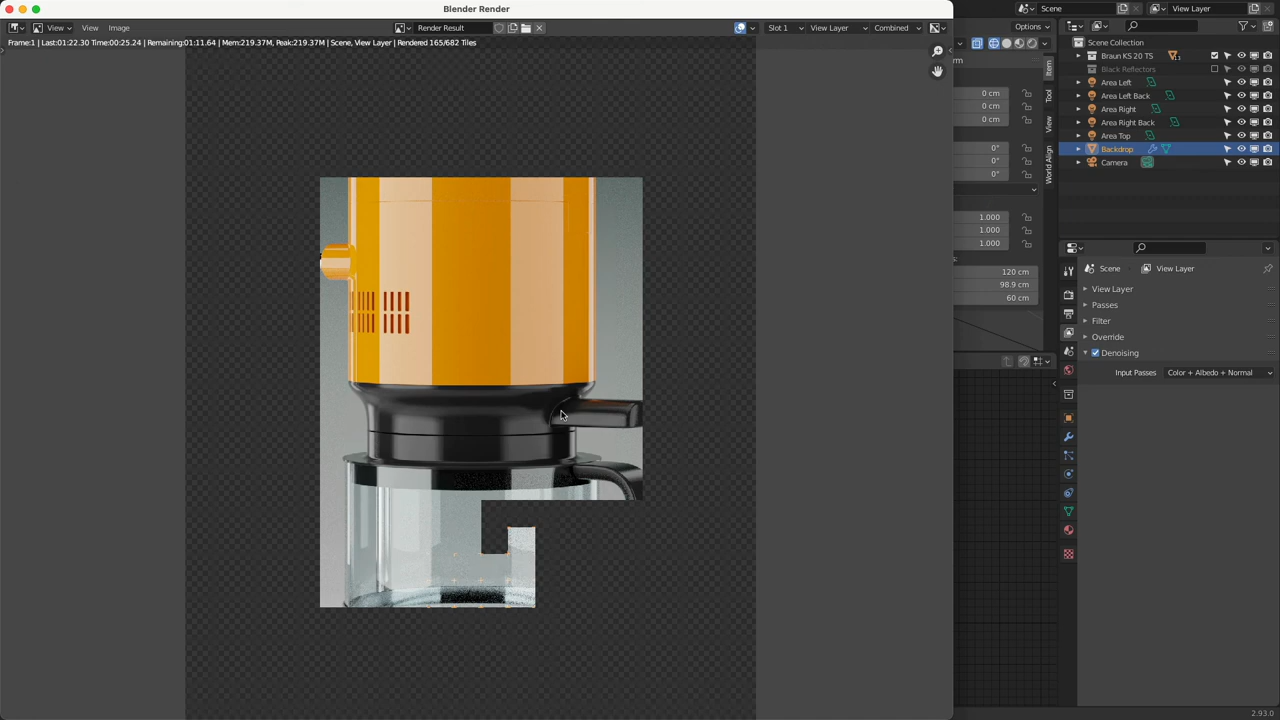 Blender Render
View View Image Render Result Slot 1 View Layer Combined
Frame:1 | Last:01:22.30 Time:00:25.24 | Remaining:01:11.64 | Mem:219.37M, Peak:219.37M | Scene, View Layer | Rendered 165/682 Tiles
Scene View Layer
Options
Scene Collection
Braun KS 20 TS 13
Black Reflectors
Area Left
Area Left Back
Area Right
Area Right Back
Area Top
Backdrop
Camera
Item
Tool
View
World Align
0 cm
0 cm
0 cm
0°
0°
0°
1.000
1.000
1.000
120 cm
98.9 cm
60 cm
Scene View Layer
View Layer
Passes
Filter
Override
Denoising
Input Passes Color + Albedo + Normal
2.93.0